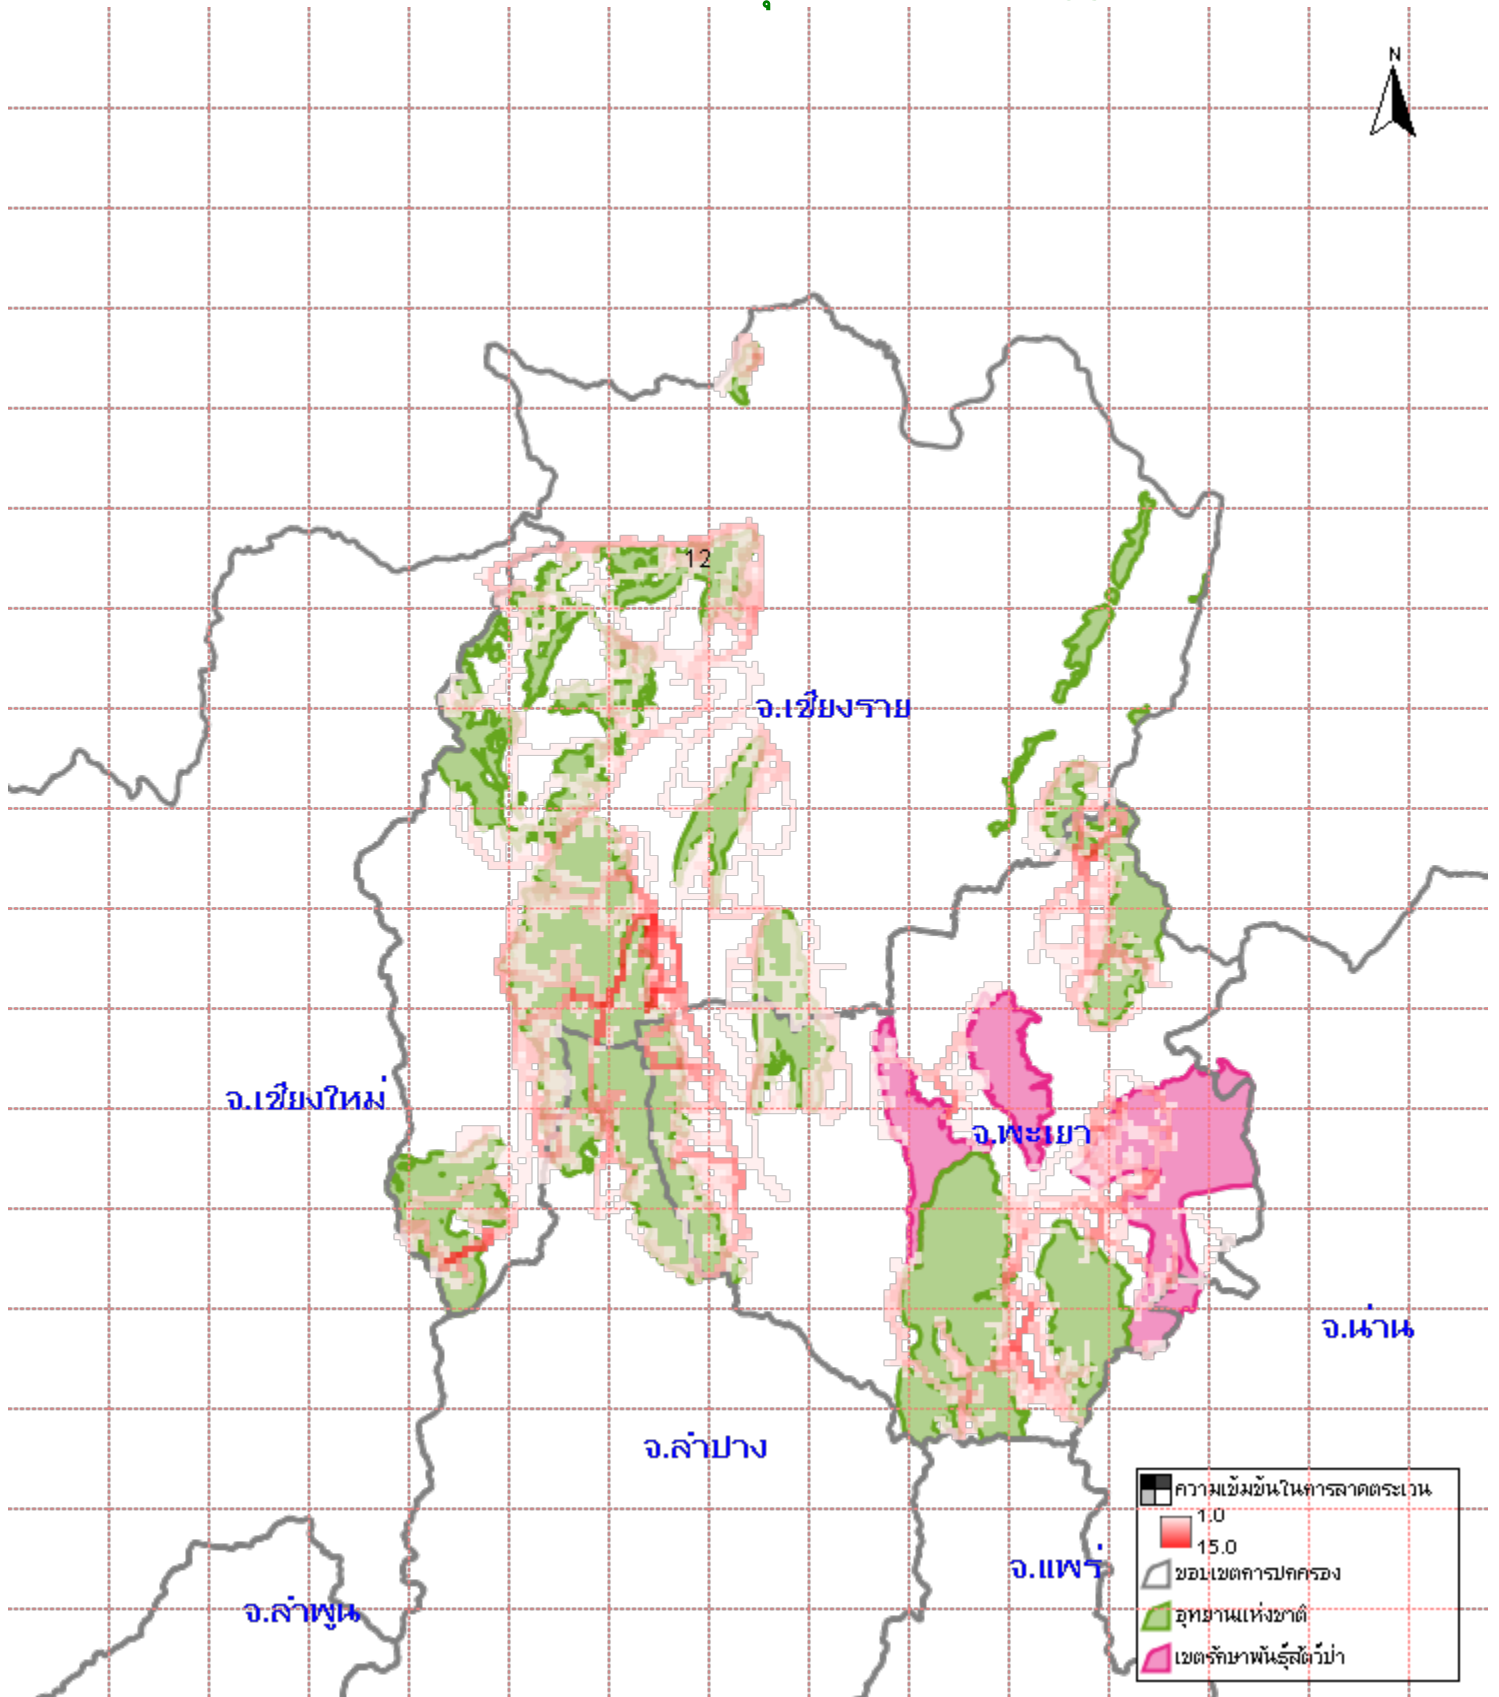 N
12
จ.เชียงราย
จ.เชียงใหม่
จ.พะเยา
จ.น่าน
จ.ลำปาง
จ.แพร่
จ.ลำพูน
ความเข้มข้นในการลาดตระเวน
1.0
15.0
ขอบเขตการปกครอง
อุทยานแห่งชาติ
เขตรักษาพันธุ์สัตว์ป่า